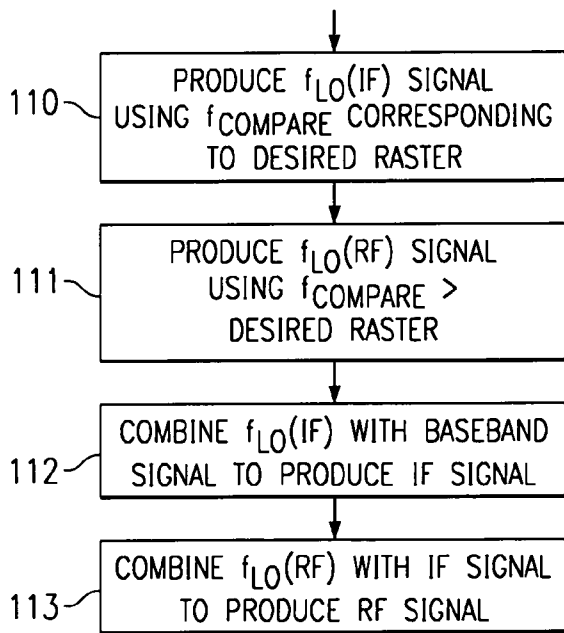 110
PRODUCE fLO(IF) SIGNAL
USING fCOMPARE CORRESPONDING
TO DESIRED RASTER
111
PRODUCE fLO(RF) SIGNAL
USING fCOMPARE >
DESIRED RASTER
112
COMBINE fLO(IF) WITH BASEBAND
SIGNAL TO PRODUCE IF SIGNAL
113
COMBINE fLO(RF) WITH IF SIGNAL
TO PRODUCE RF SIGNAL